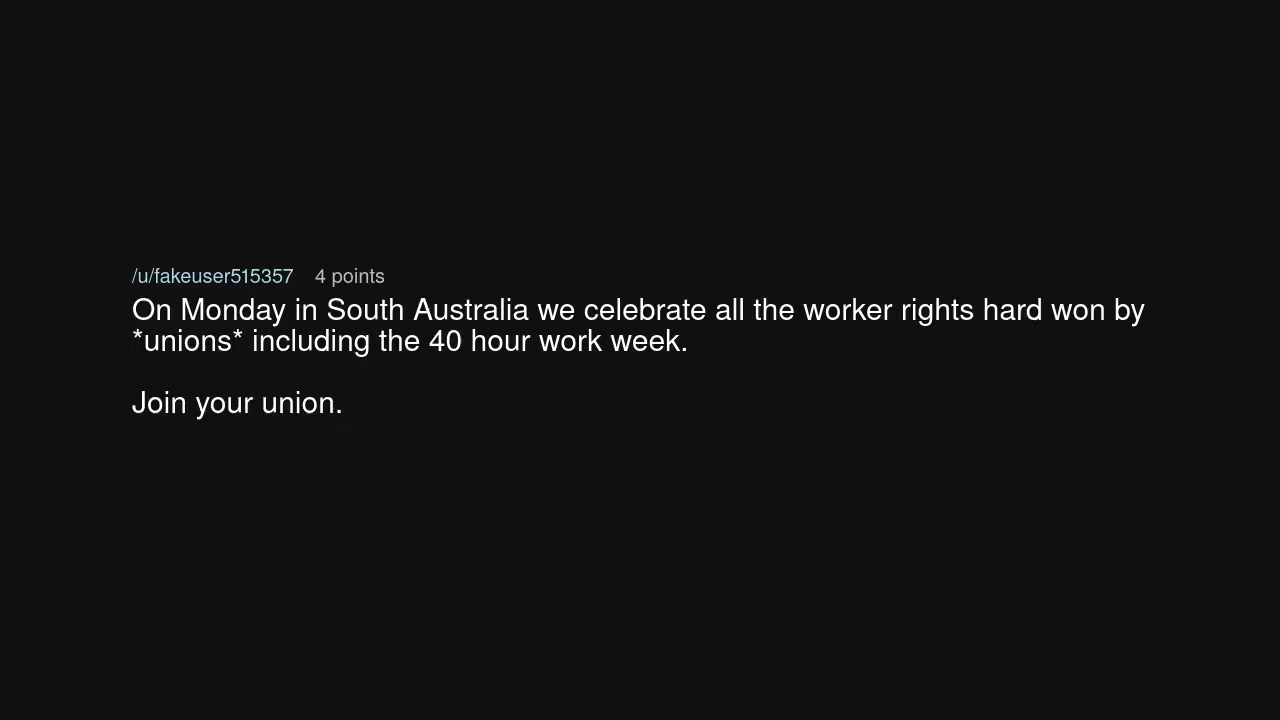 /u/fakeuser515357 4 points
On Monday in South Australia we celebrate all the worker rights hard won by
*unions* including the 40 hour work week.
Join your union.